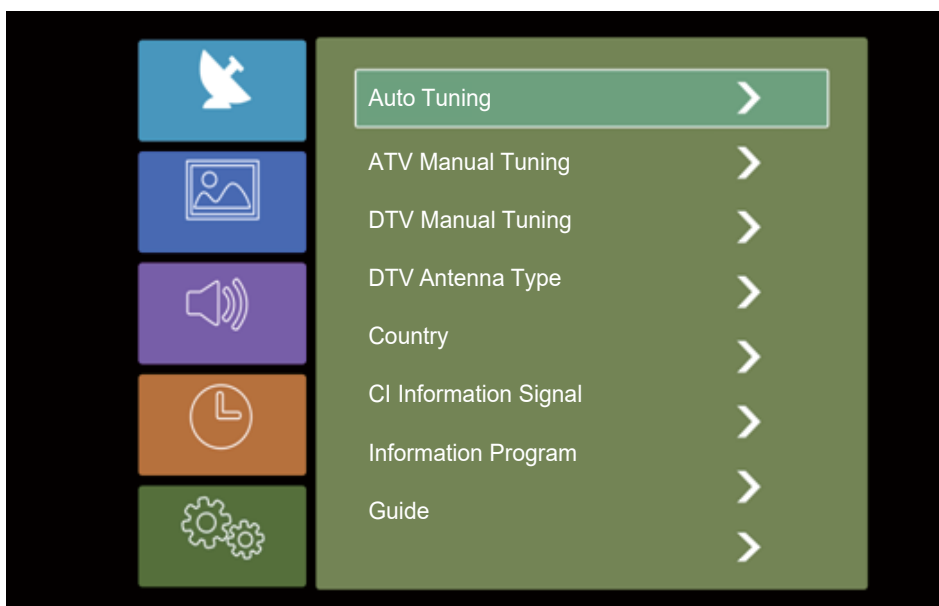 Auto Tuning
ATV Manual Tuning
DTV Manual Tuning
DTV Antenna Type
Country
CI Information Signal
Information Program
Guide